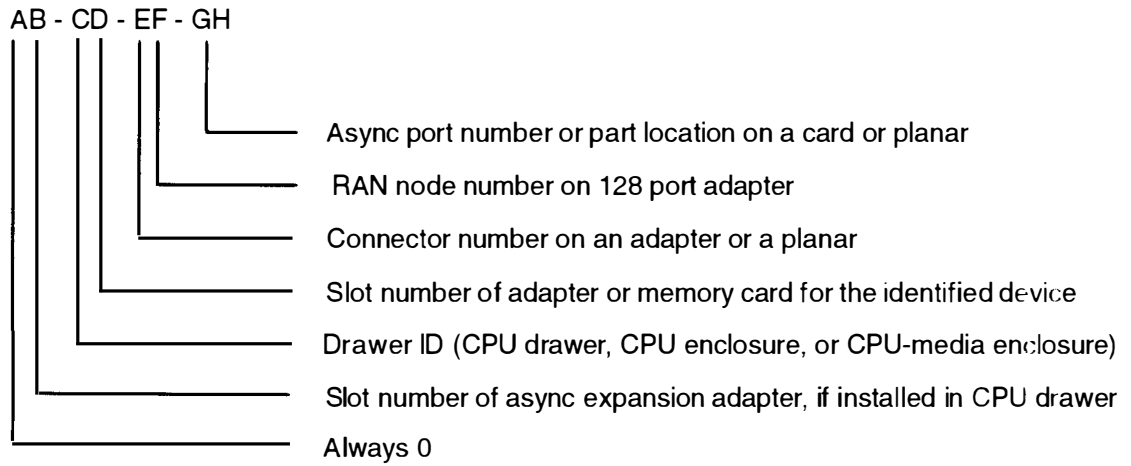 AB - CD - EF - GH
Async port number or part location on a card or planar
RAN node number on 128 port adapter
Connector number on an adapter or a planar
Slot number of adapter or memory card for the identified device
Drawer ID (CPU drawer, CPU enclosure, or CPU-media enclosure)
Slot number of async expansion adapter, if installed in CPU drawer
Always 0